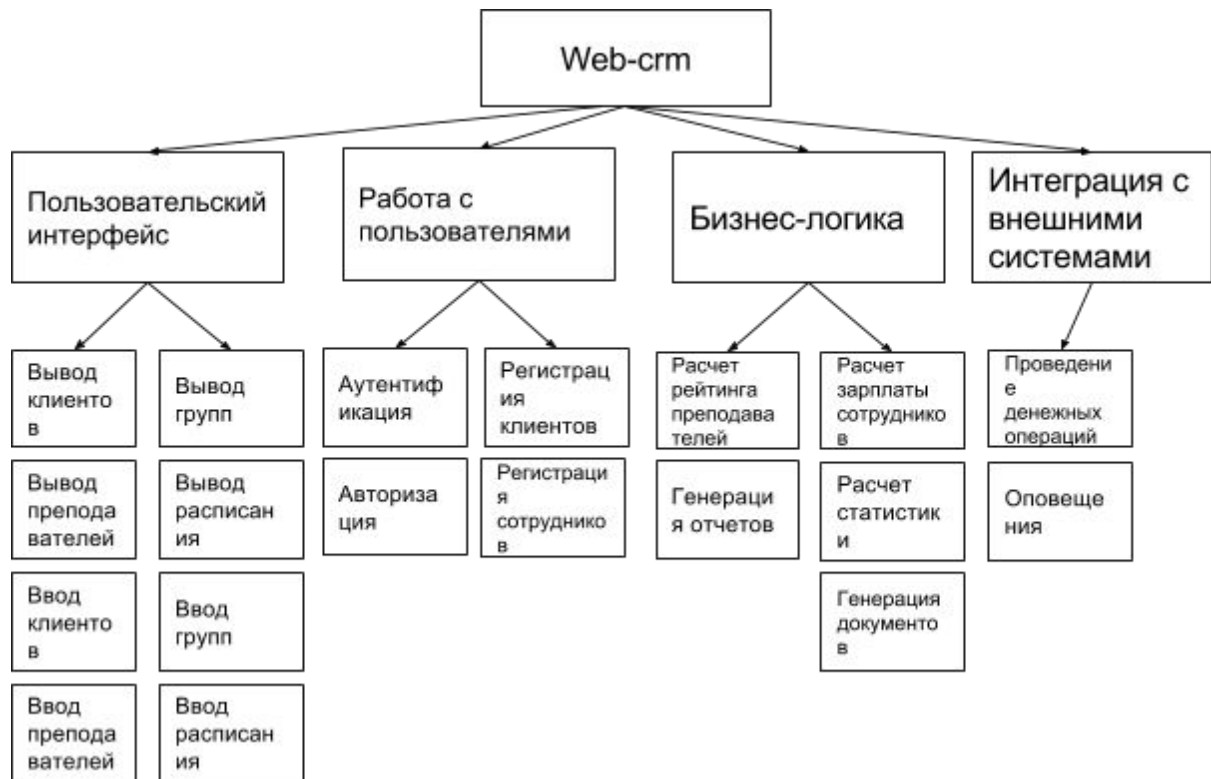 Web-crm
Пользовательский
интерфейс
Работа с
пользователями
Бизнес-логика
Интеграция с
внешними
системами
Вывод
клиенто
в
Вывод
групп
Аутентиф
икация
Регистрац
ия
клиентов
Расчет
рейтинга
преподава
телей
Расчет
зарплаты
сотруднико
в
Проведени
е
денежных
операций
Вывод
препода
вателей
Вывод
расписан
ия
Авториза
ция
Регистраци
я
сотруднико
в
Генераци
я отчетов
Расчет
статистик
и
Оповеще
ния
Ввод
клиенто
в
Ввод
групп
Генерация
документо
в
Ввод
препода
вателей
Ввод
расписан
ия